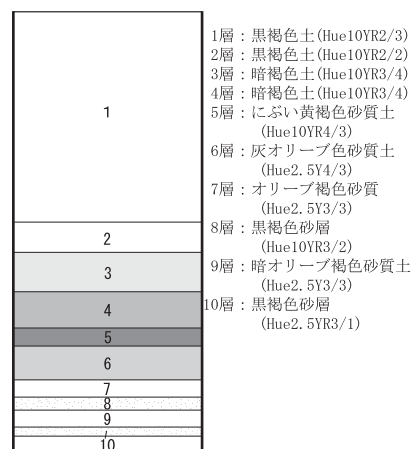 1
2
3
4
5
6
7
8
9
10
1層：黒褐色土(Hue10YR2/3)
2層：黒褐色土(Hue10YR2/2)
3層：暗褐色土(Hue10YR3/4)
4層：暗褐色土(Hue10YR3/4)
5層：にぶい黄褐色砂質土
(Hue10YR4/3)
6層：灰オリーブ色砂質土
(Hue2.5Y4/3)
7層：オリーブ褐色砂質
(Hue2.5Y3/3)
8層：黒褐色砂層
(Hue10YR3/2)
9層：暗オリーブ褐色砂質土
(Hue2.5Y3/3)
10層：黒褐色砂層
(Hue2.5YR3/1)